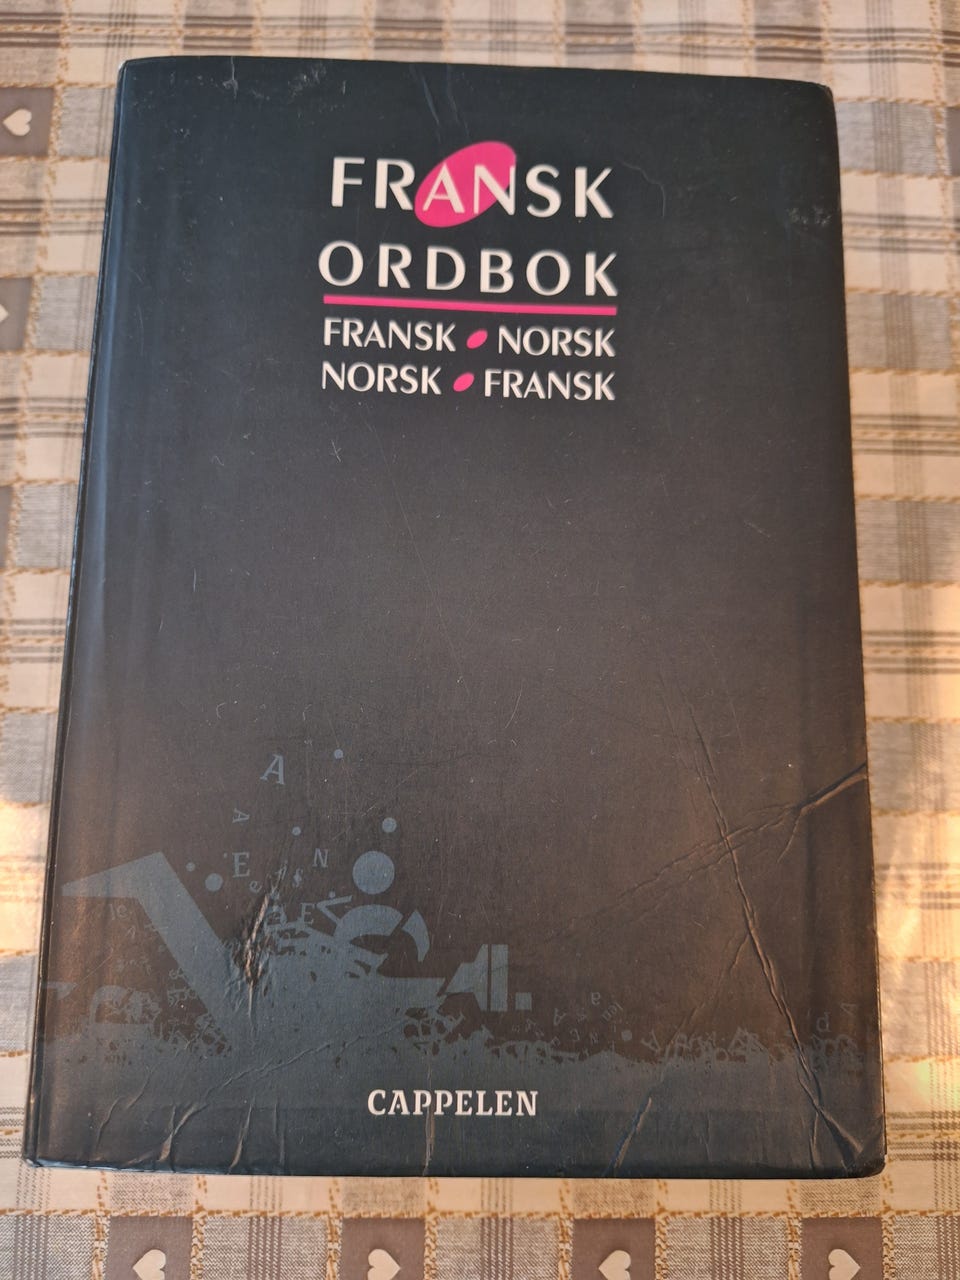 FRANSK
ORDBOK
FRANSK • NORSK
NORSK • FRANSK
A
A
E
N
E
CAPPELEN